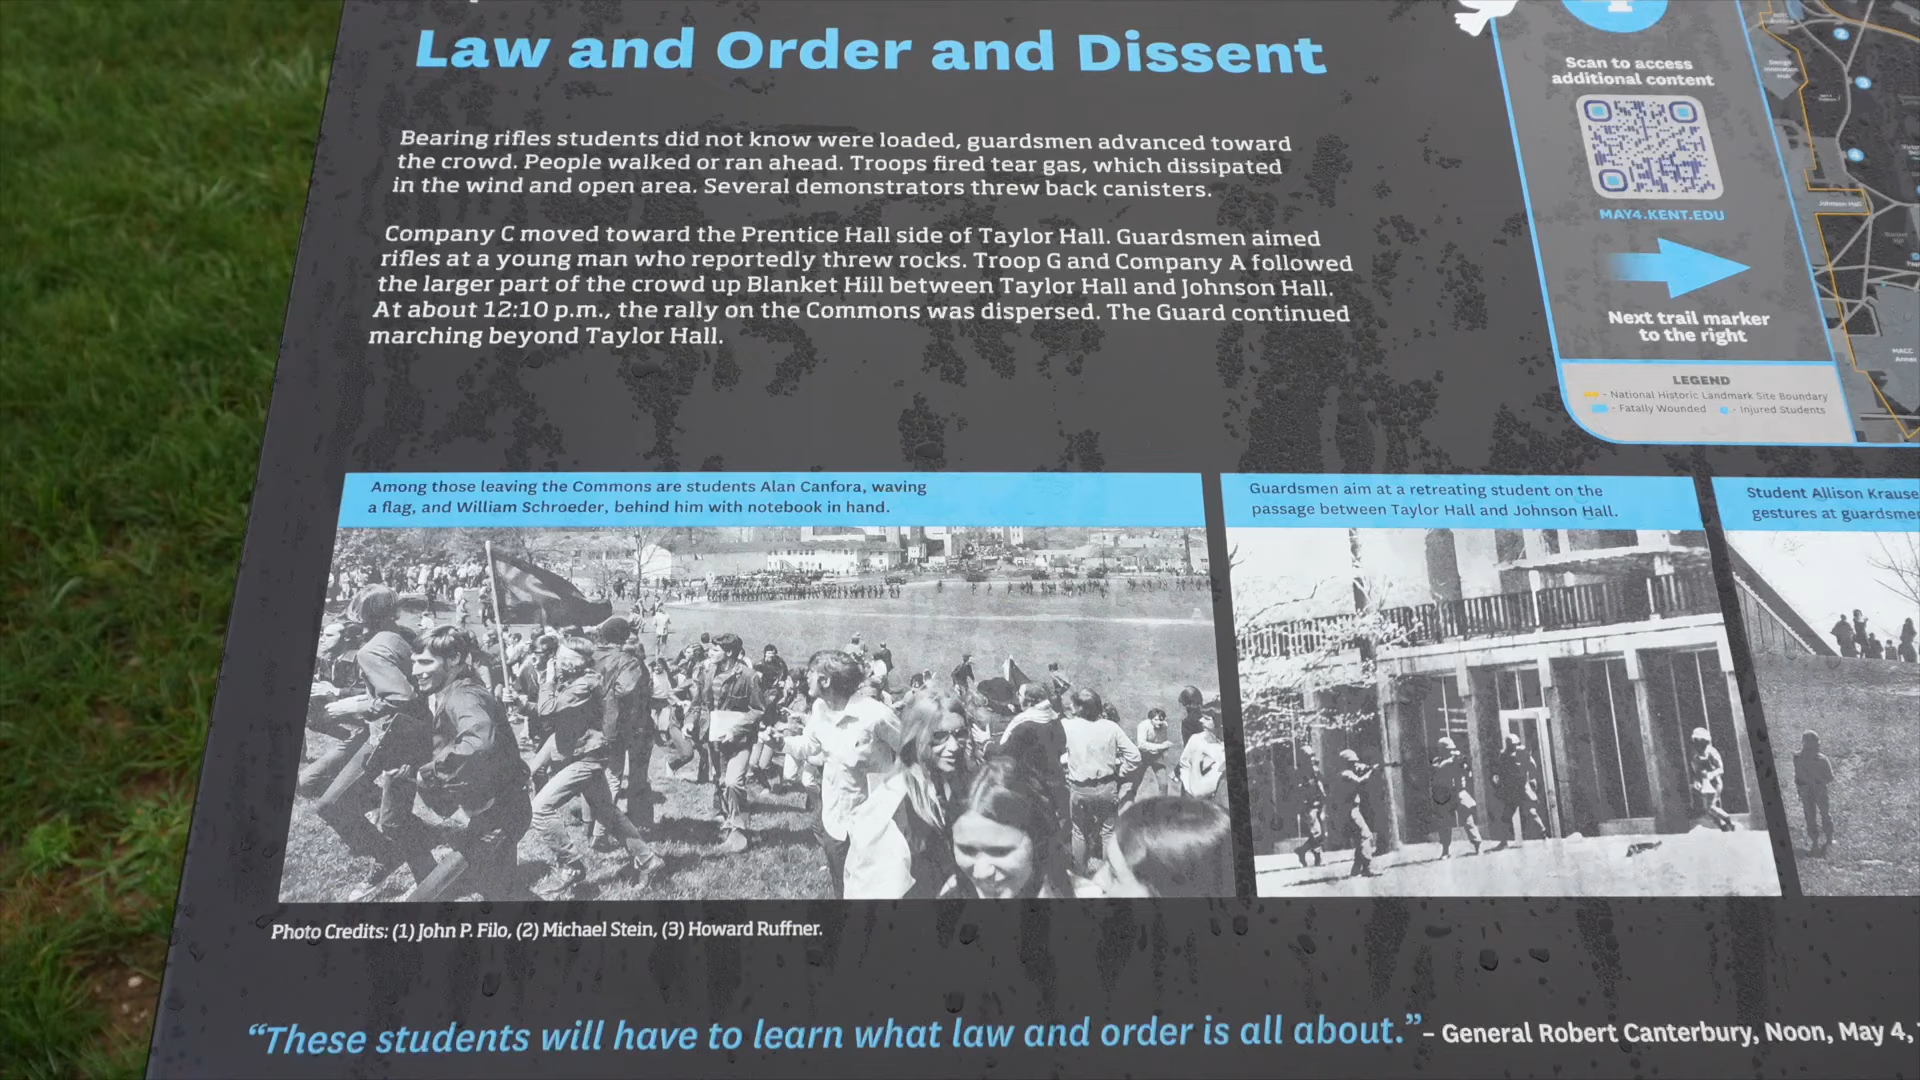 Law and Order and Dissent
Bearing rifles students did not know were loaded, guardsmen advanced toward
the crowd. People walked or ran ahead. Troops fired tear gas, which dissipated
in the wind and open area. Several demonstrators threw back canisters.
Company C moved toward the Prentice Hall side of Taylor Hall. Guardsmen aimed
rifles at a young man who reportedly threw rocks. Troop G and Company A followed
the larger part of the crowd up Blanket Hill between Taylor Hall and Johnson Hall.
At about 12:10 p.m., the rally on the Commons was dispersed. The Guard continued
marching beyond Taylor Hall.
Scan to access
additional content
MAY4.KENT.EDU
Next trail marker
to the right
LEGEND
- National Historic Landmark Site Boundary
- Fatally Wounded - Injured Students
Johnson Hall
MACC
Annex
2
3
4
Among those leaving the Commons are students Alan Canfora, waving
a flag, and William Schroeder, behind him with notebook in hand.
Guardsmen aim at a retreating student on the
passage between Taylor Hall and Johnson Hall.
Student Allison Krause
gestures at
Photo Credits: (1) John P. Filo, (2) Michael Stein, (3) Howard Ruffner.
“These students will have to learn what law and order is all about.” – General Robert Canterbury, Noon, May 4,